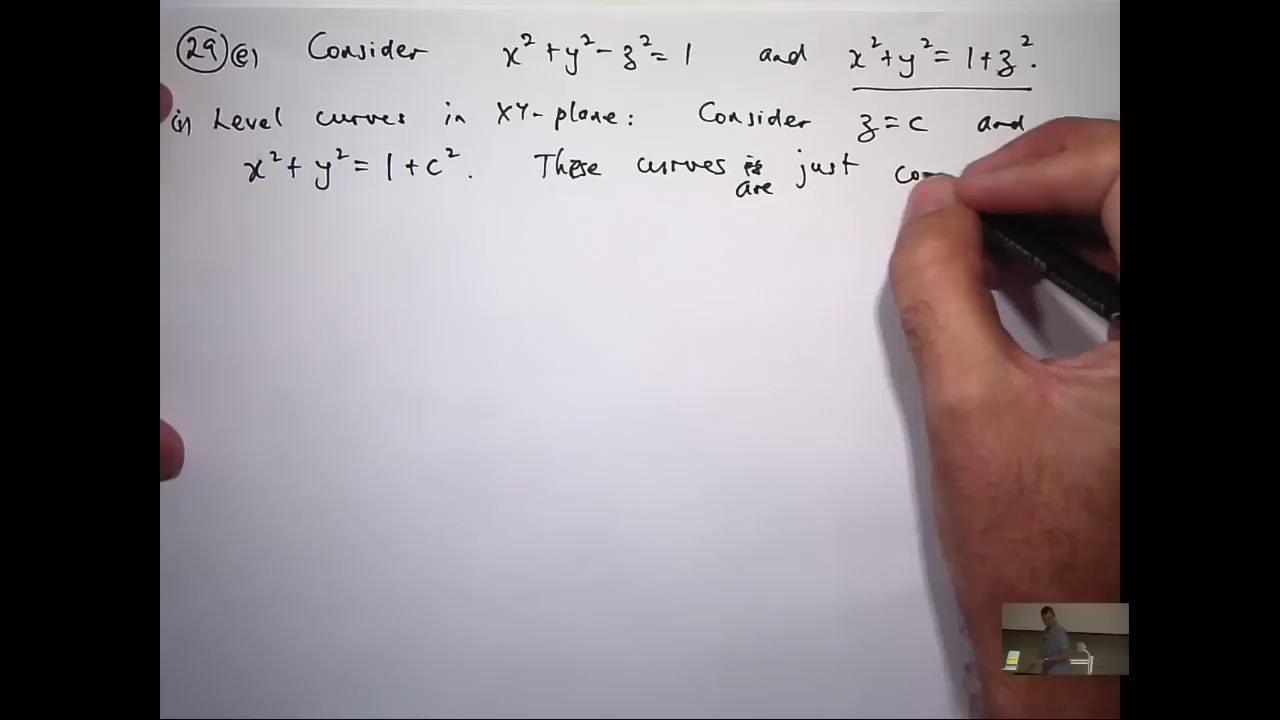 29 (e) Consider x² + y² - z² = 1 and x² + y² = 1 + z².
(i) Level curves in XY-plane: Consider z = c and
x² + y² = 1 + c². These curves are just